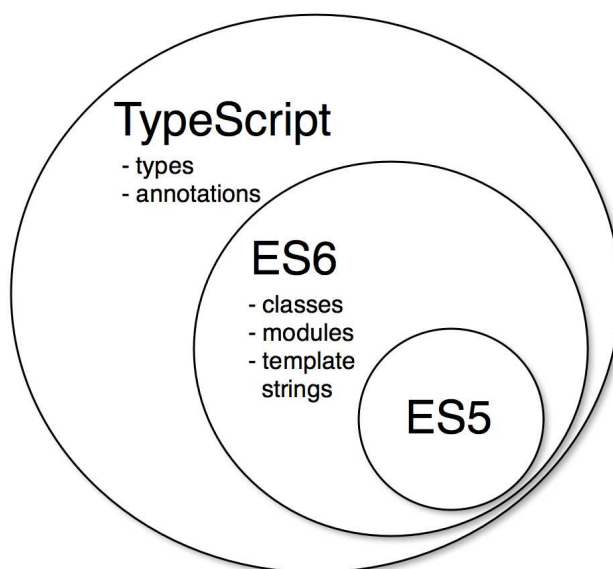 TypeScript
- types
- annotations
ES6
- classes
- modules
- template
strings
ES5